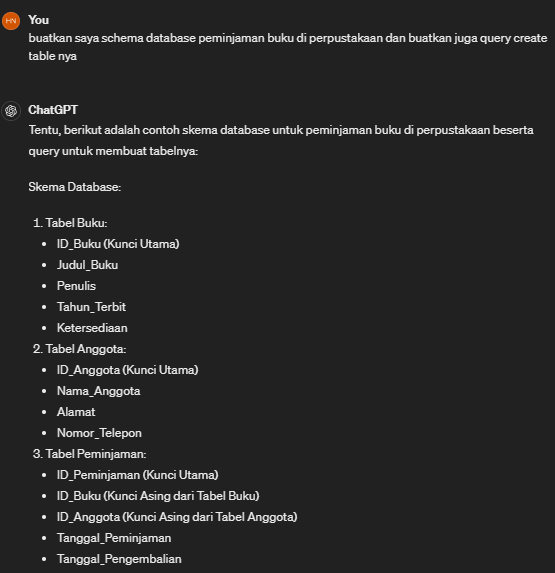 HN You
buatkan saya schema database peminjaman buku di perpustakaan dan buatkan juga query create
table nya
ChatGPT
Tentu, berikut adalah contoh skema database untuk peminjaman buku di perpustakaan beserta
query untuk membuat tabelnya:
Skema Database:
1. Tabel Buku:
• ID_Buku (Kunci Utama)
• Judul_Buku
• Penulis
• Tahun_Terbit
• Ketersediaan
2. Tabel Anggota:
• ID_Anggota (Kunci Utama)
• Nama_Anggota
• Alamat
• Nomor_Telepon
3. Tabel Peminjaman:
• ID_Peminjaman (Kunci Utama)
• ID_Buku (Kunci Asing dari Tabel Buku)
• ID_Anggota (Kunci Asing dari Tabel Anggota)
• Tanggal_Peminjaman
• Tanggal_Pengembalian